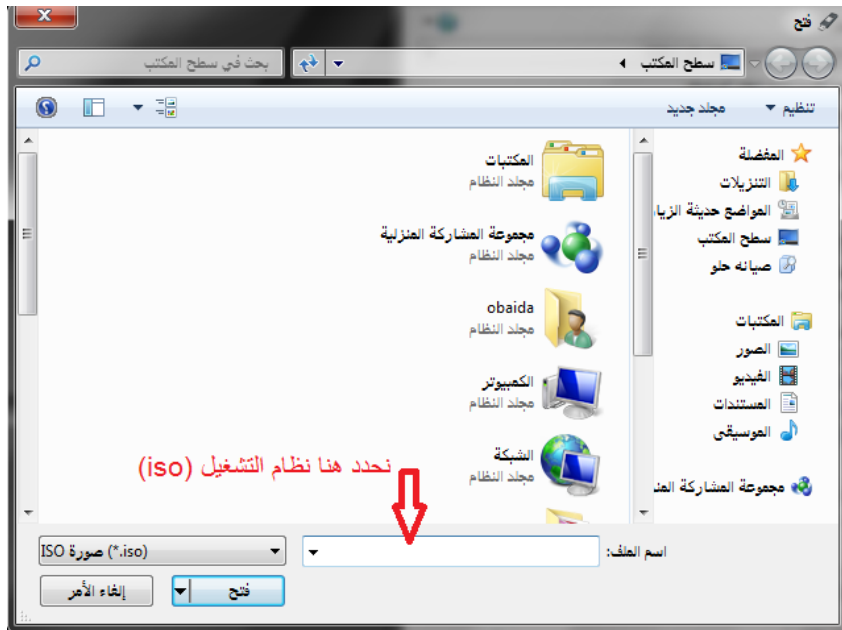 فتح
سطح المكتب
بحث في سطح المكتب
تنظيم
مجلد جديد
المفضلة
التنزيلات
المواضع حديثة الزيا
سطح المكتب
صيانه حلو
المكتبات
الصور
الفيديو
المستندات
الموسيقى
مجموعة المشاركة المنز
المكتبات
مجلد النظام
مجموعة المشاركة المنزلية
مجلد النظام
obaida
مجلد النظام
الكمبيوتر
مجلد النظام
الشبكة
مجلد النظام
نحدد هنا نظام التشغيل (iso)
اسم الملف:
صورة ISO (*.iso)
فتح
إلغاء الأمر